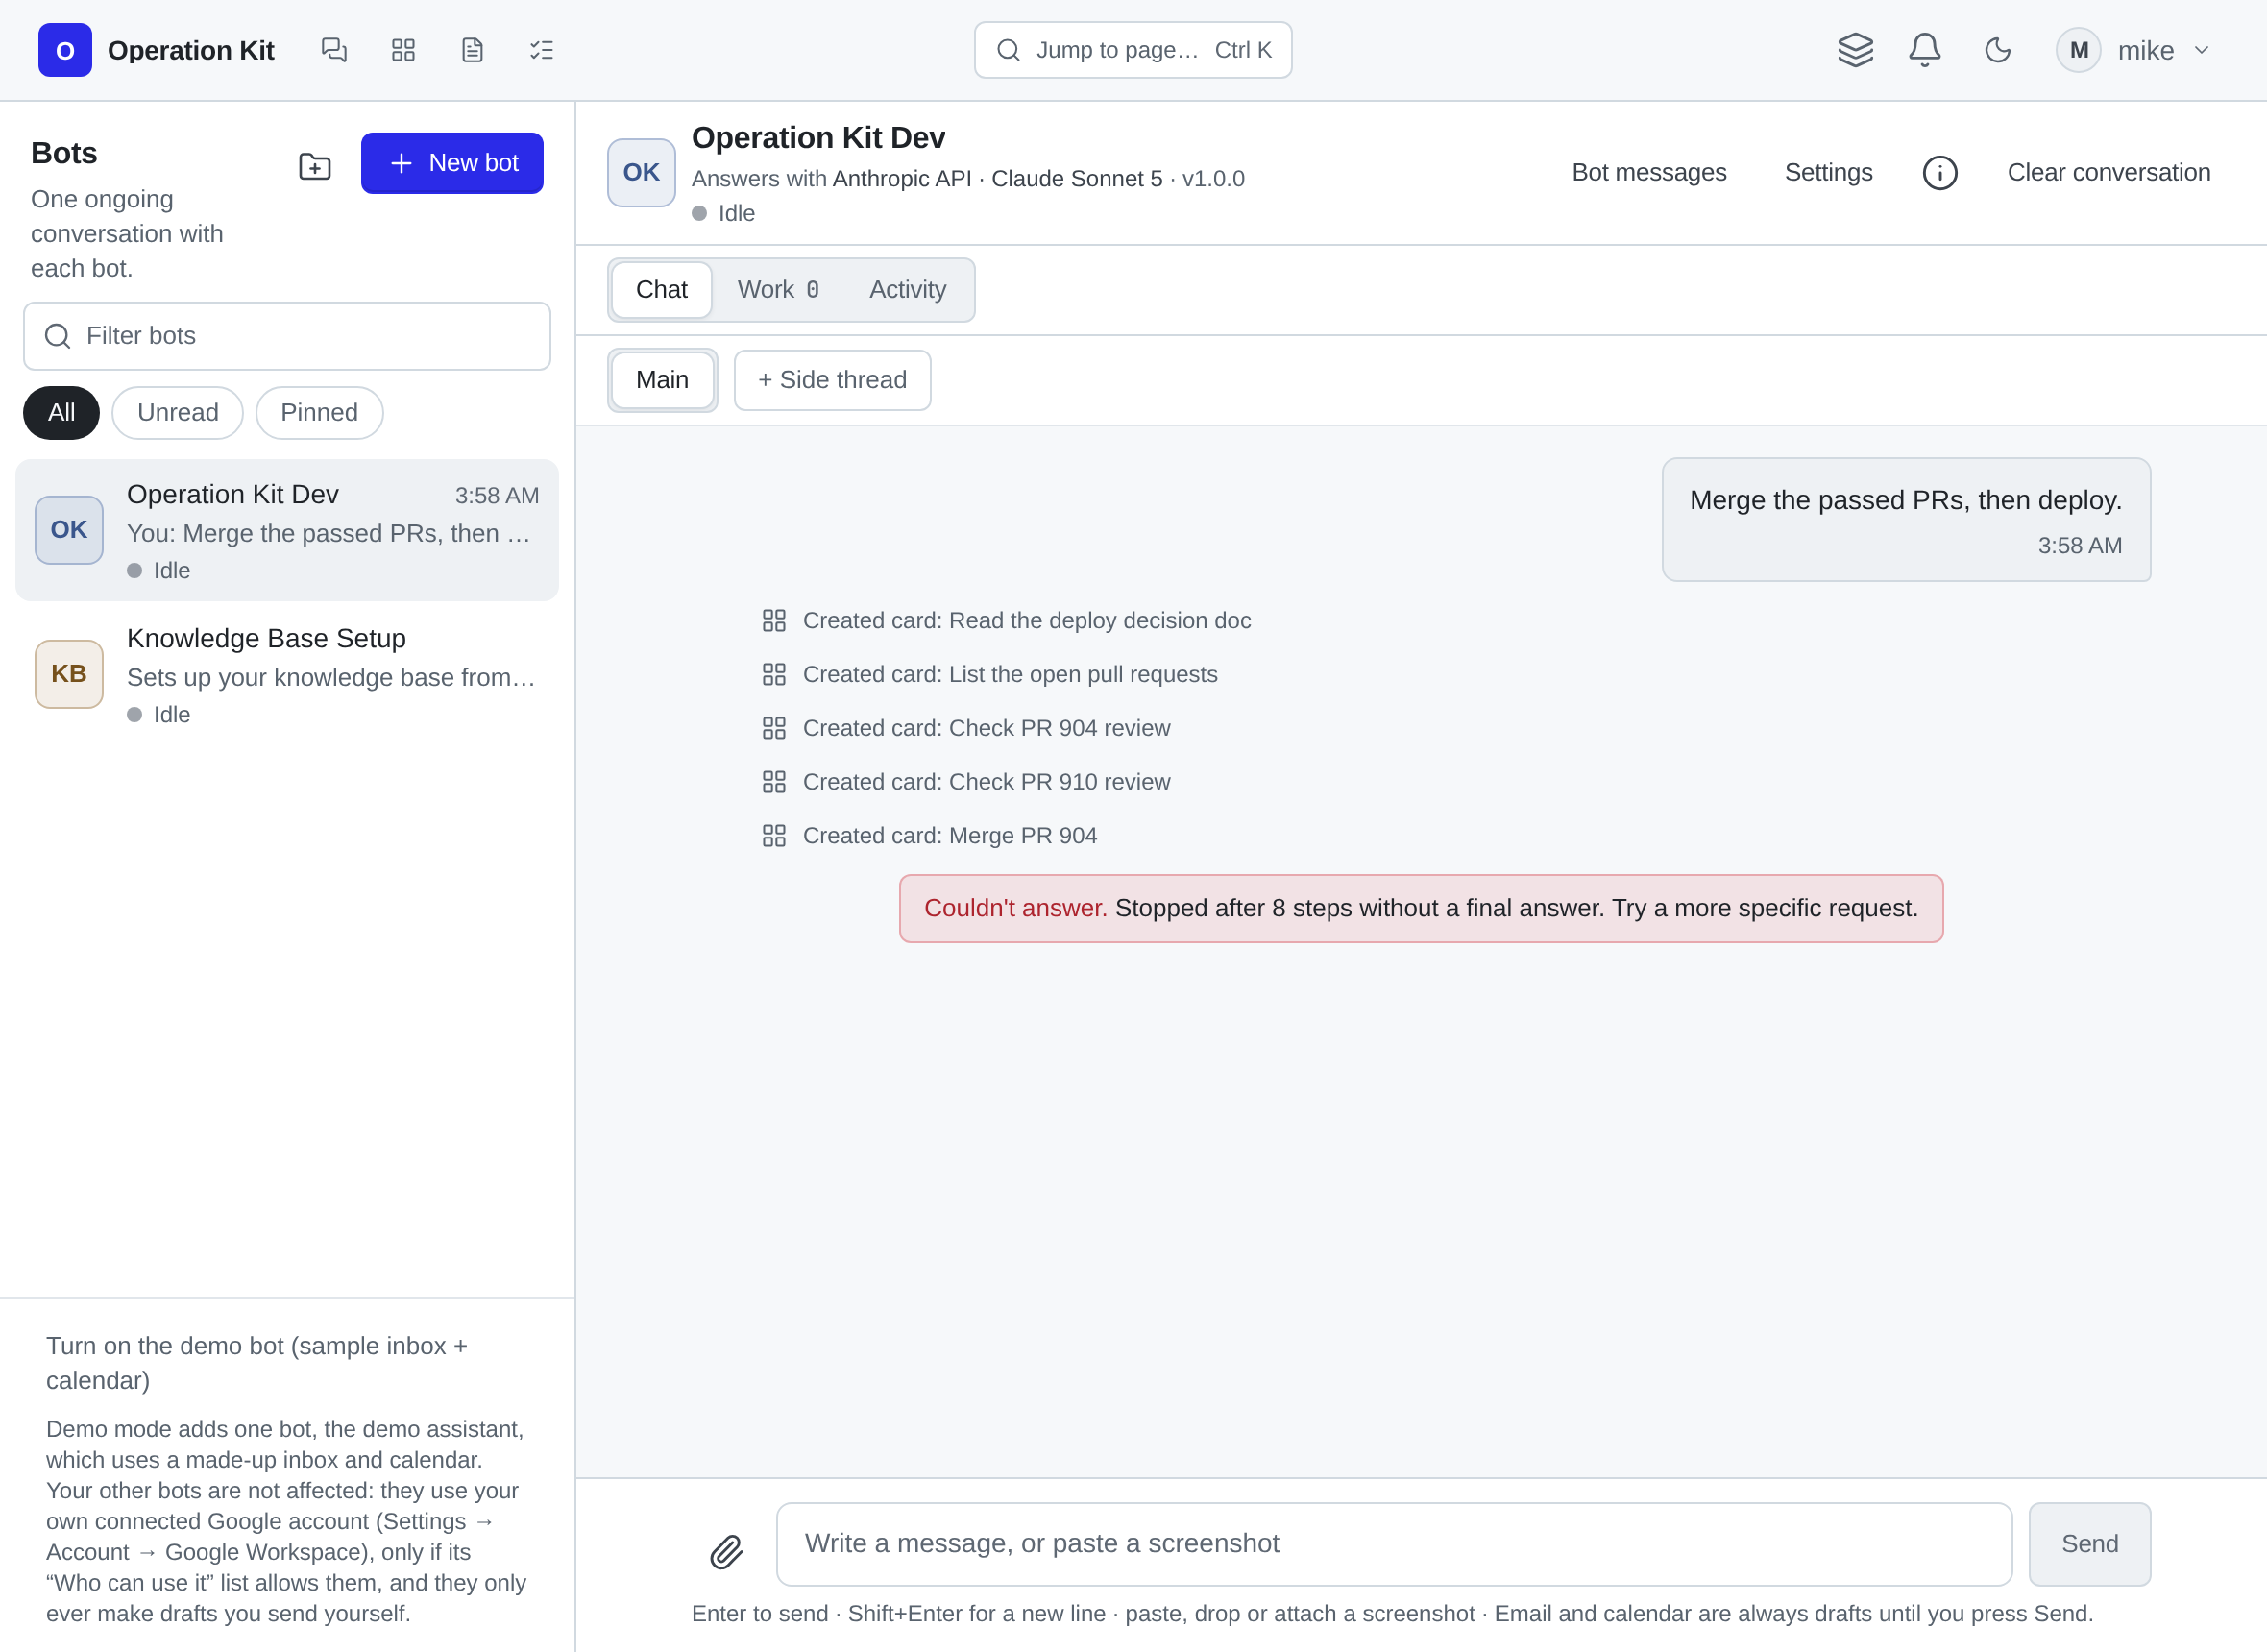 O Operation Kit
Jump to page… Ctrl K
M mike
Bots
New bot
One ongoing
conversation with
each bot.
Filter bots
All Unread Pinned
OK
Operation Kit Dev 3:58 AM
You: Merge the passed PRs, then …
Idle
KB
Knowledge Base Setup
Sets up your knowledge base from…
Idle
Turn on the demo bot (sample inbox +
calendar)
Demo mode adds one bot, the demo assistant,
which uses a made-up inbox and calendar.
Your other bots are not affected: they use your
own connected Google account (Settings →
Account → Google Workspace), only if its
“Who can use it” list allows them, and they only
ever make drafts you send yourself.
OK
Operation Kit Dev
Answers with Anthropic API · Claude Sonnet 5 · v1.0.0
Idle
Bot messages Settings Clear conversation
Chat Work 0 Activity
Main + Side thread
Merge the passed PRs, then deploy.
3:58 AM
Created card: Read the deploy decision doc
Created card: List the open pull requests
Created card: Check PR 904 review
Created card: Check PR 910 review
Created card: Merge PR 904
Couldn't answer. Stopped after 8 steps without a final answer. Try a more specific request.
Write a message, or paste a screenshot
Send
Enter to send · Shift+Enter for a new line · paste, drop or attach a screenshot · Email and calendar are always drafts until you press Send.